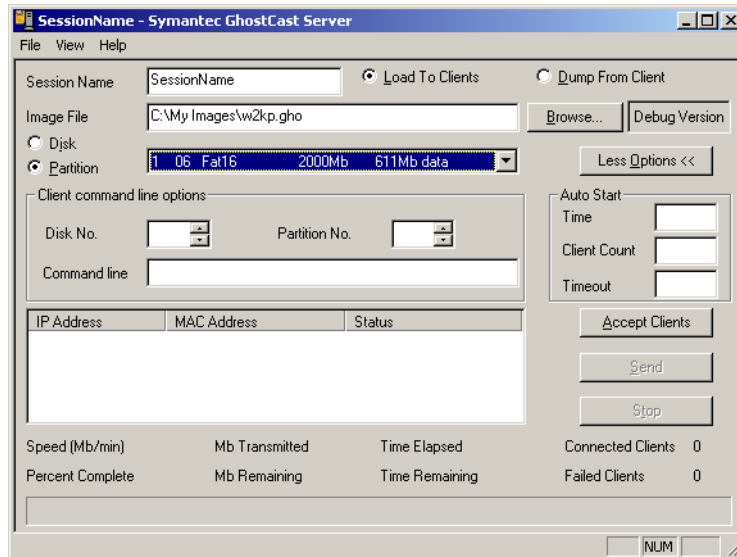 SessionName - Symantec GhostCast Server
File View Help
Session Name SessionName Load To Clients Dump From Client
Image File C:\My Images\w2kp.gho Browse... Debug Version
Disk
Partition 1 06 Fat16 2000Mb 611Mb data Less Options <<
Client command line options Auto Start
Time
Disk No. Partition No.
Client Count
Command line
Timeout
IP Address MAC Address Status Accept Clients
Send
Stop
Speed (Mb/min) Mb Transmitted Time Elapsed Connected Clients 0
Percent Complete Mb Remaining Time Remaining Failed Clients 0
NUM